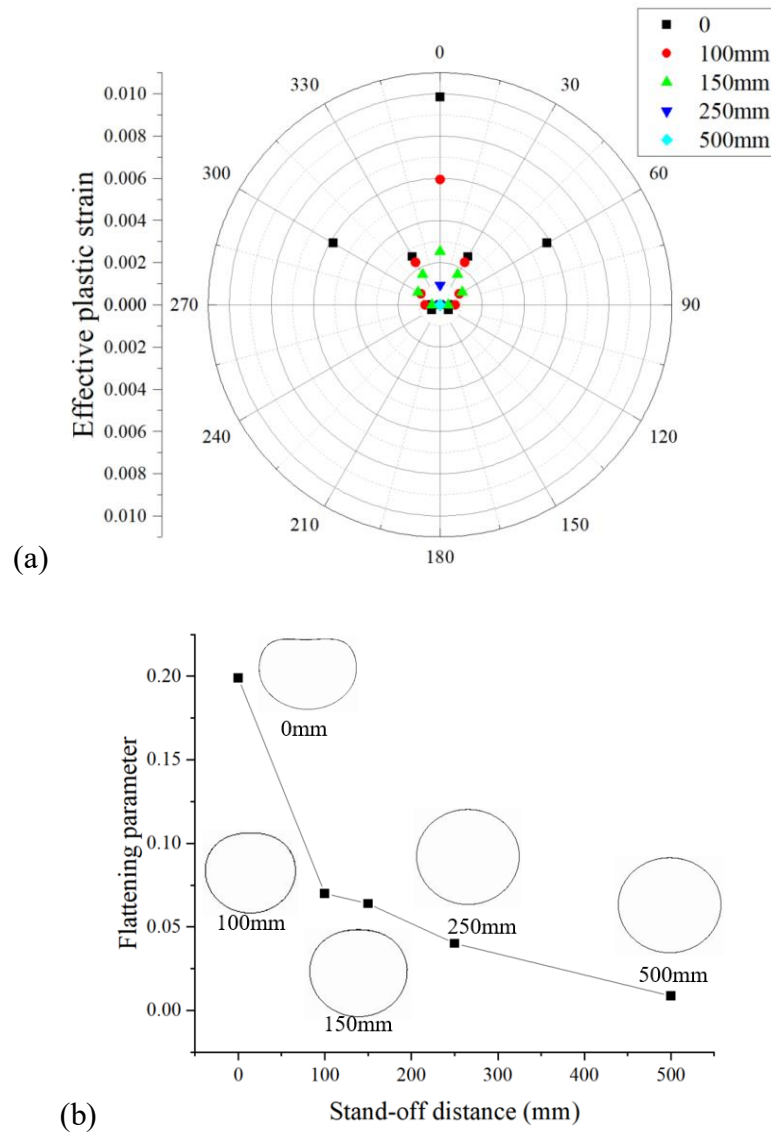 0
100mm
150mm
250mm
500mm
0
30
60
90
120
150
180
210
240
270
300
330
0.010
0.008
0.006
0.004
0.002
0.000
0.002
0.004
0.006
0.008
0.010
Effective plastic strain
(a)
0.20
0.15
0.10
0.05
0.00
Flattening parameter
0mm
100mm
150mm
250mm
500mm
0 100 200 300 400 500
Stand-off distance (mm)
(b)